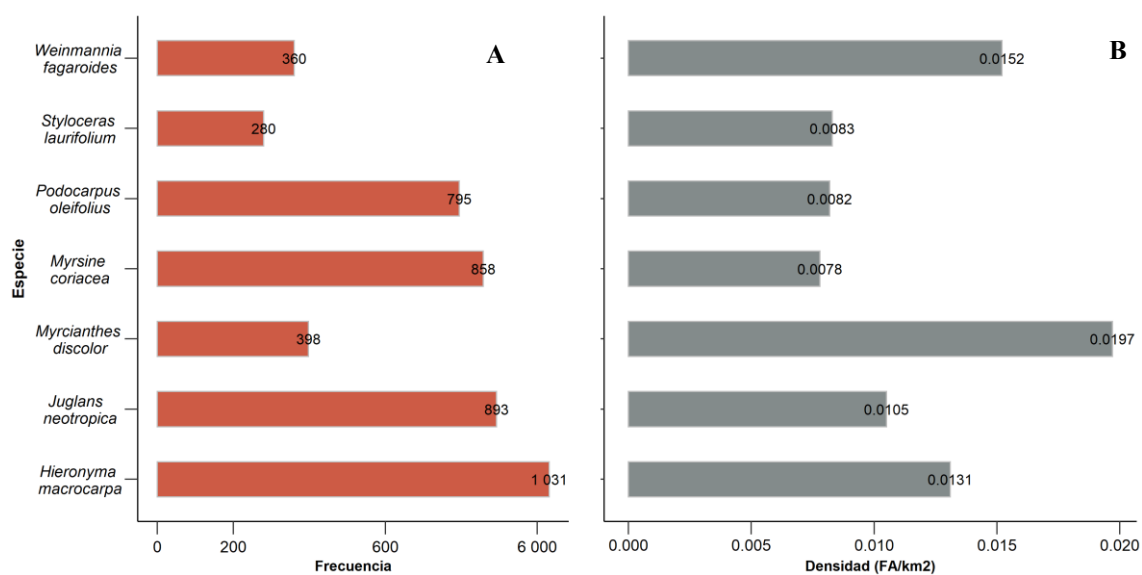 A
B
Especie
Weinmannia
fagaroides
360
0.0152
Styloceras
laurifolium
280
0.0083
Podocarpus
oleifolius
795
0.0082
Myrsine
coriacea
858
0.0078
Myrcianthes
discolor
398
0.0197
Juglans
neotropica
893
0.0105
Hieronyma
macrocarpa
1 031
0.0131
0 200 600 6 000
Frecuencia
0.000 0.005 0.010 0.015 0.020
Densidad (FA/km2)